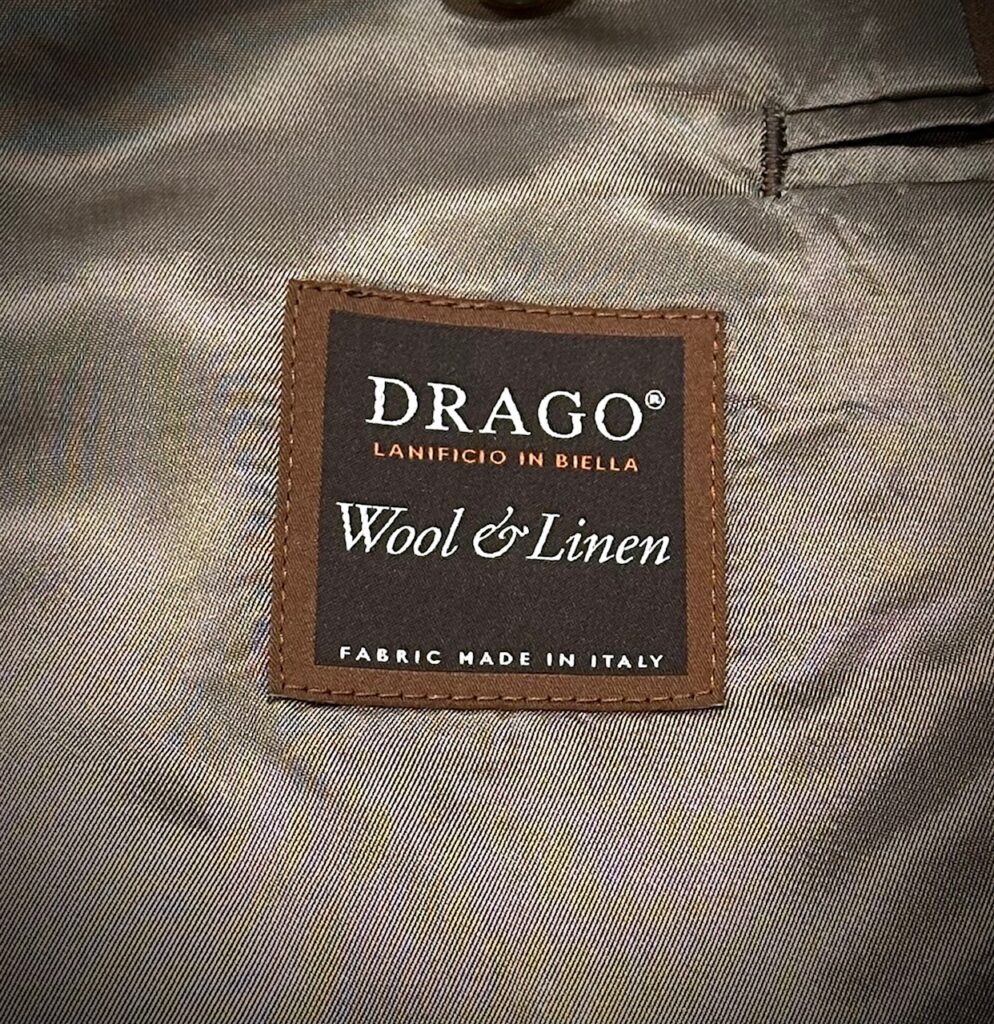 DRAGO®
LANIFICIO IN BIELLA
Wool & Linen
FABRIC MADE IN ITALY